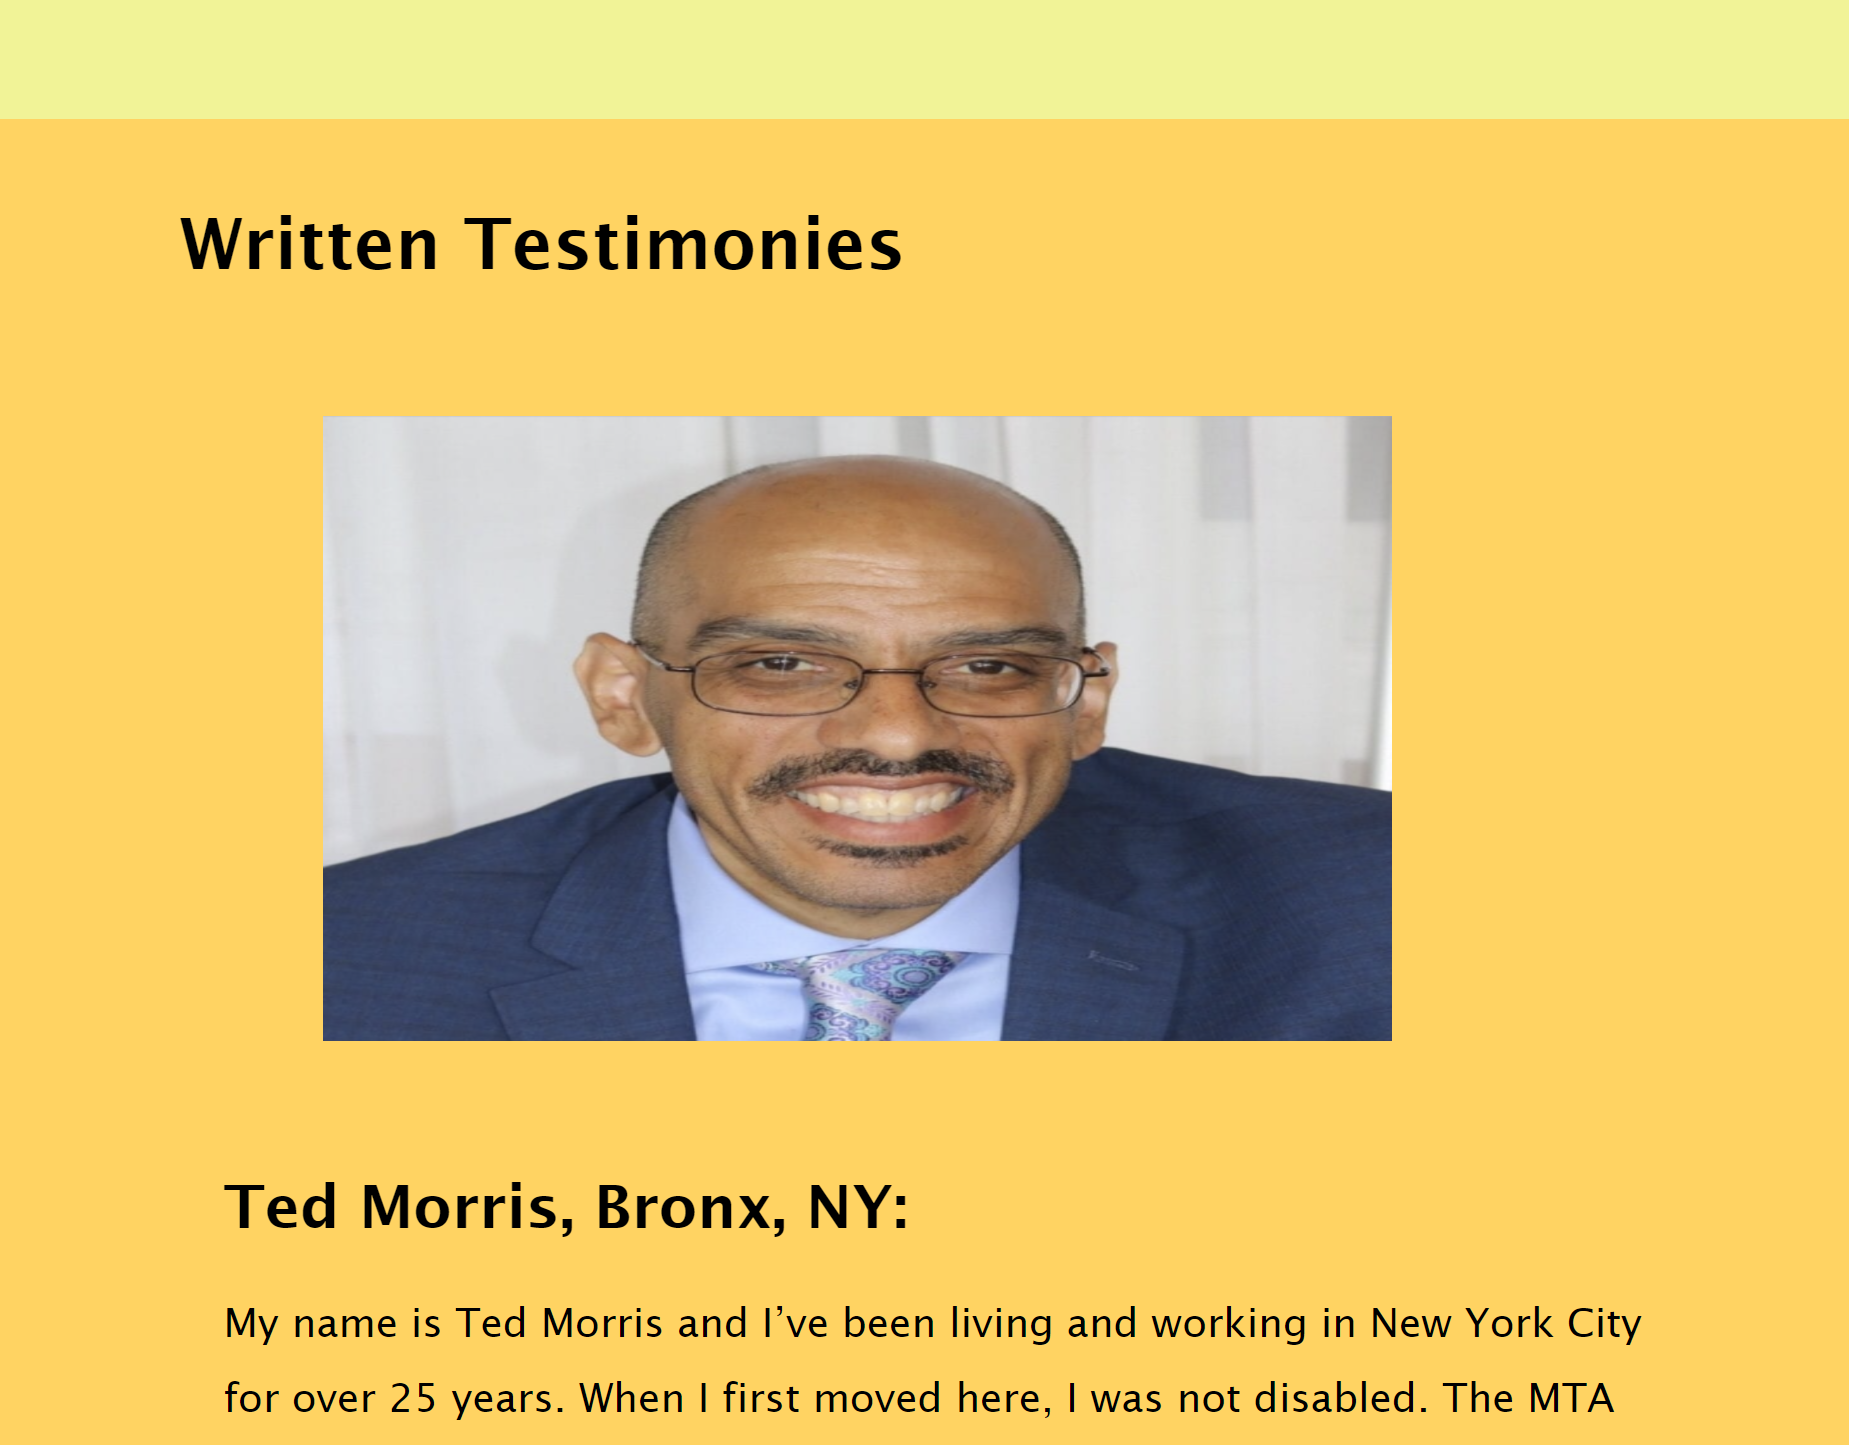 Written Testimonies
Ted Morris, Bronx, NY:
My name is Ted Morris and I’ve been living and working in New York City
for over 25 years. When I first moved here, I was not disabled. The MTA